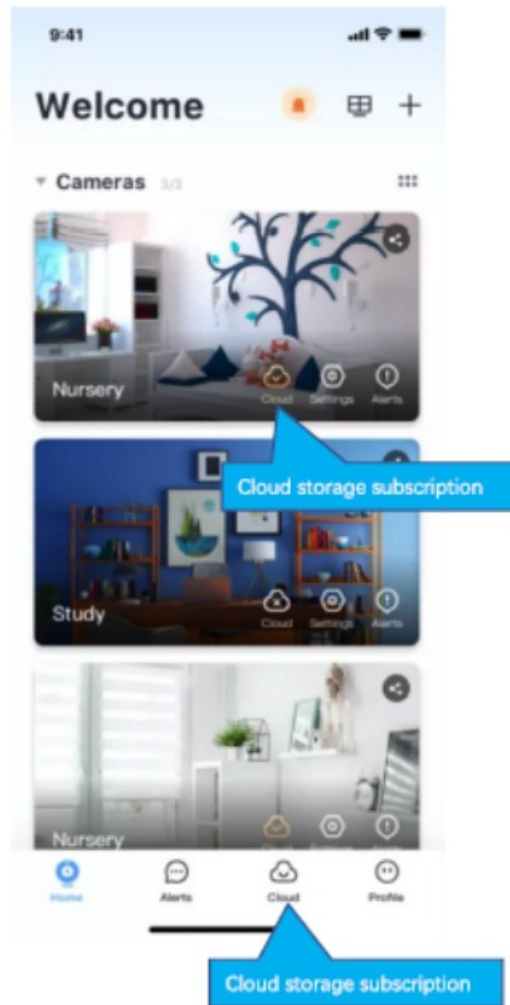 9:41
Welcome
Cameras 3/3
Nursery
Cloud Settings Alerts
Cloud storage subscription
Study
Cloud Settings Alerts
Nursery
Home Alerts Cloud Profile
Cloud storage subscription